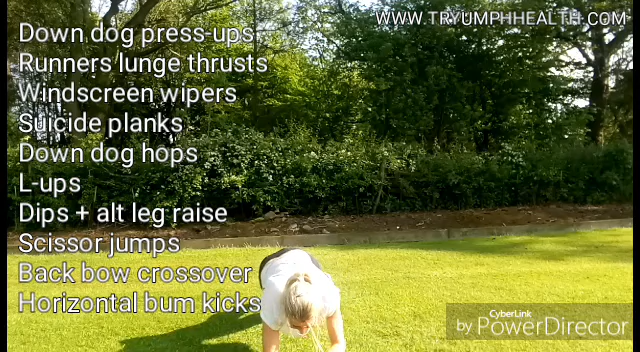 WWW.TRYUMPHHEALTH.COM
Down dog press-ups
Runners lunge thrusts
Windscreen wipers
Suicide planks
Down dog hops
L-ups
Dips + alt leg raise
Scissor jumps
Back bow crossover
Horizontal bum kicks
CyberLink
by PowerDirector